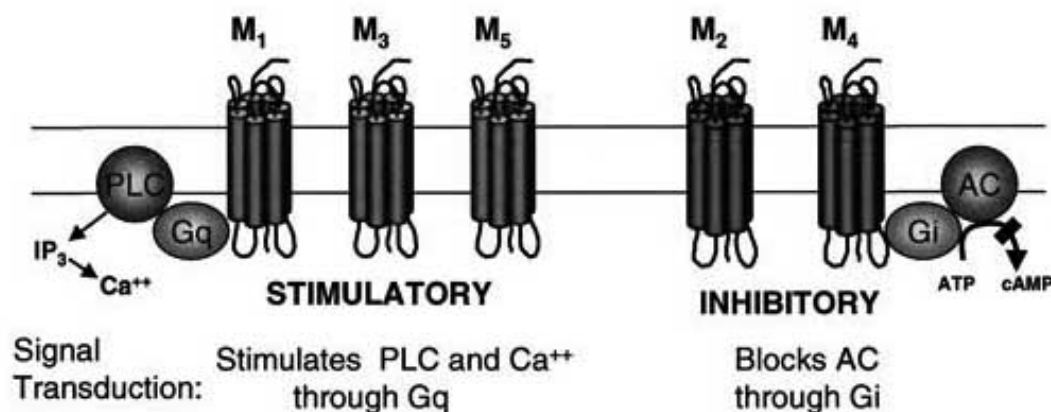 M₁ M₃ M₅ M₂ M₄
PLC AC
Gq Gi
IP₃
Ca⁺⁺ ATP cAMP
STIMULATORY INHIBITORY
Signal Transduction:
Stimulates PLC and Ca⁺⁺
through Gq
Blocks AC
through Gi